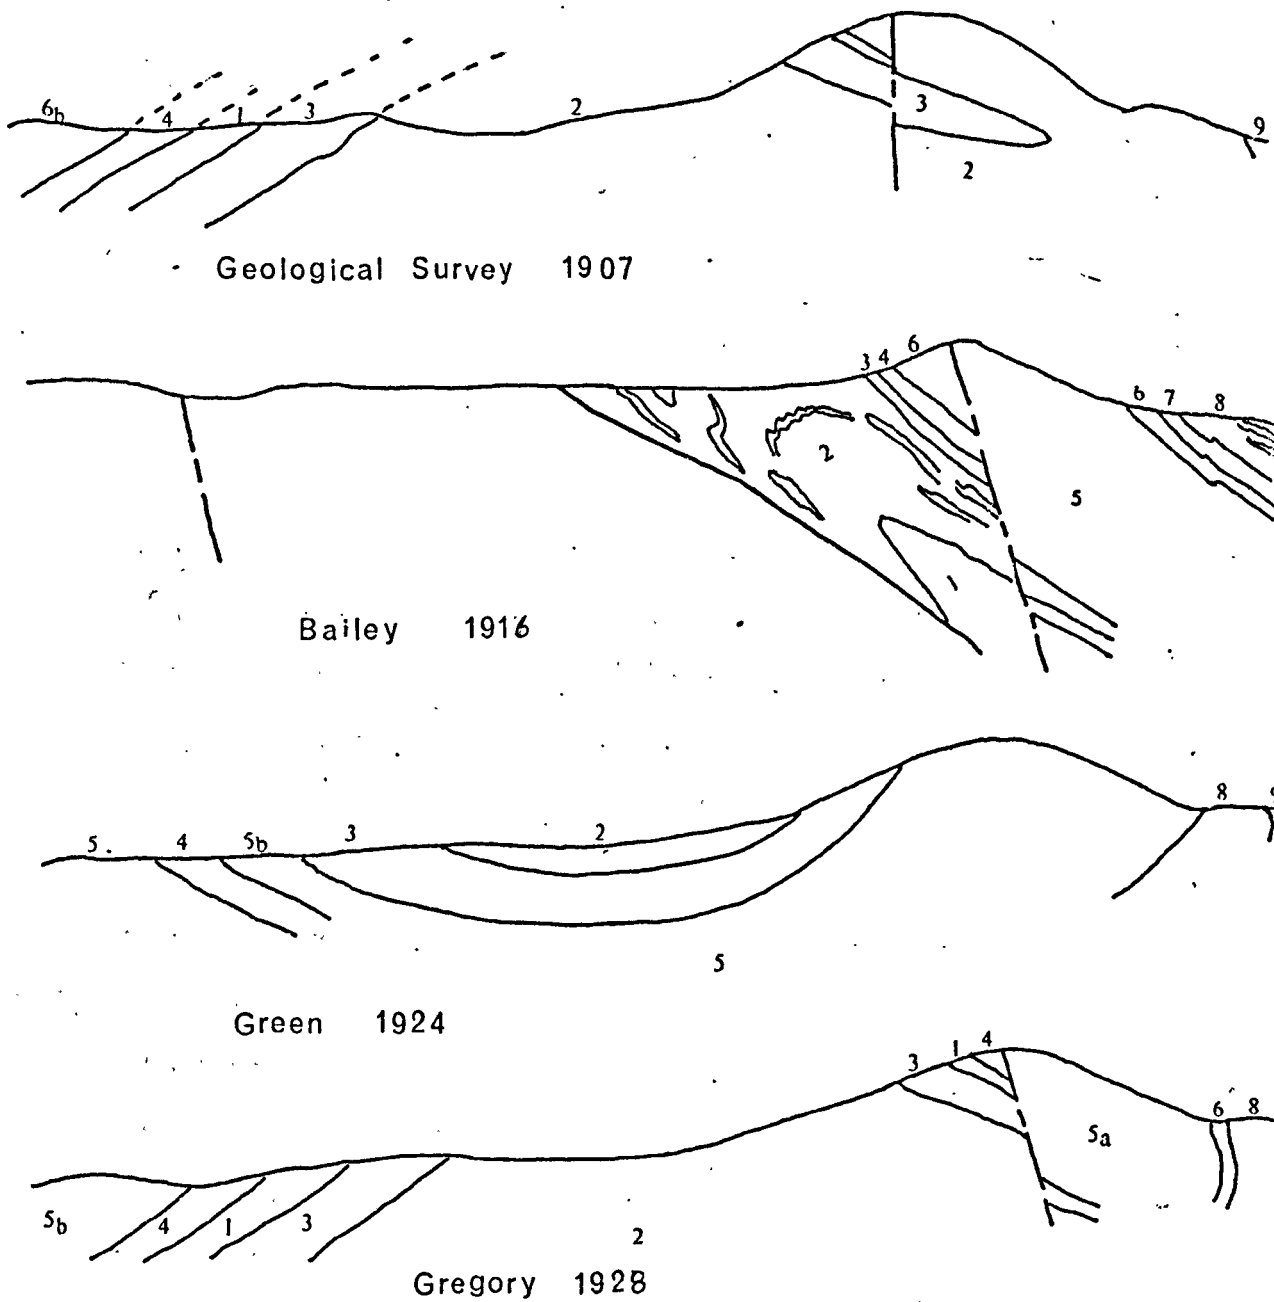 6b 4 1 3 2 3 2 9
Geological Survey 1907
3 4 6 6 7 8
2 5
Bailey 1916
5 4 5b 3 2 8
5
Green 1924
3 1 4 6 8
5a
5b 4 1 3 2
Gregory 1928